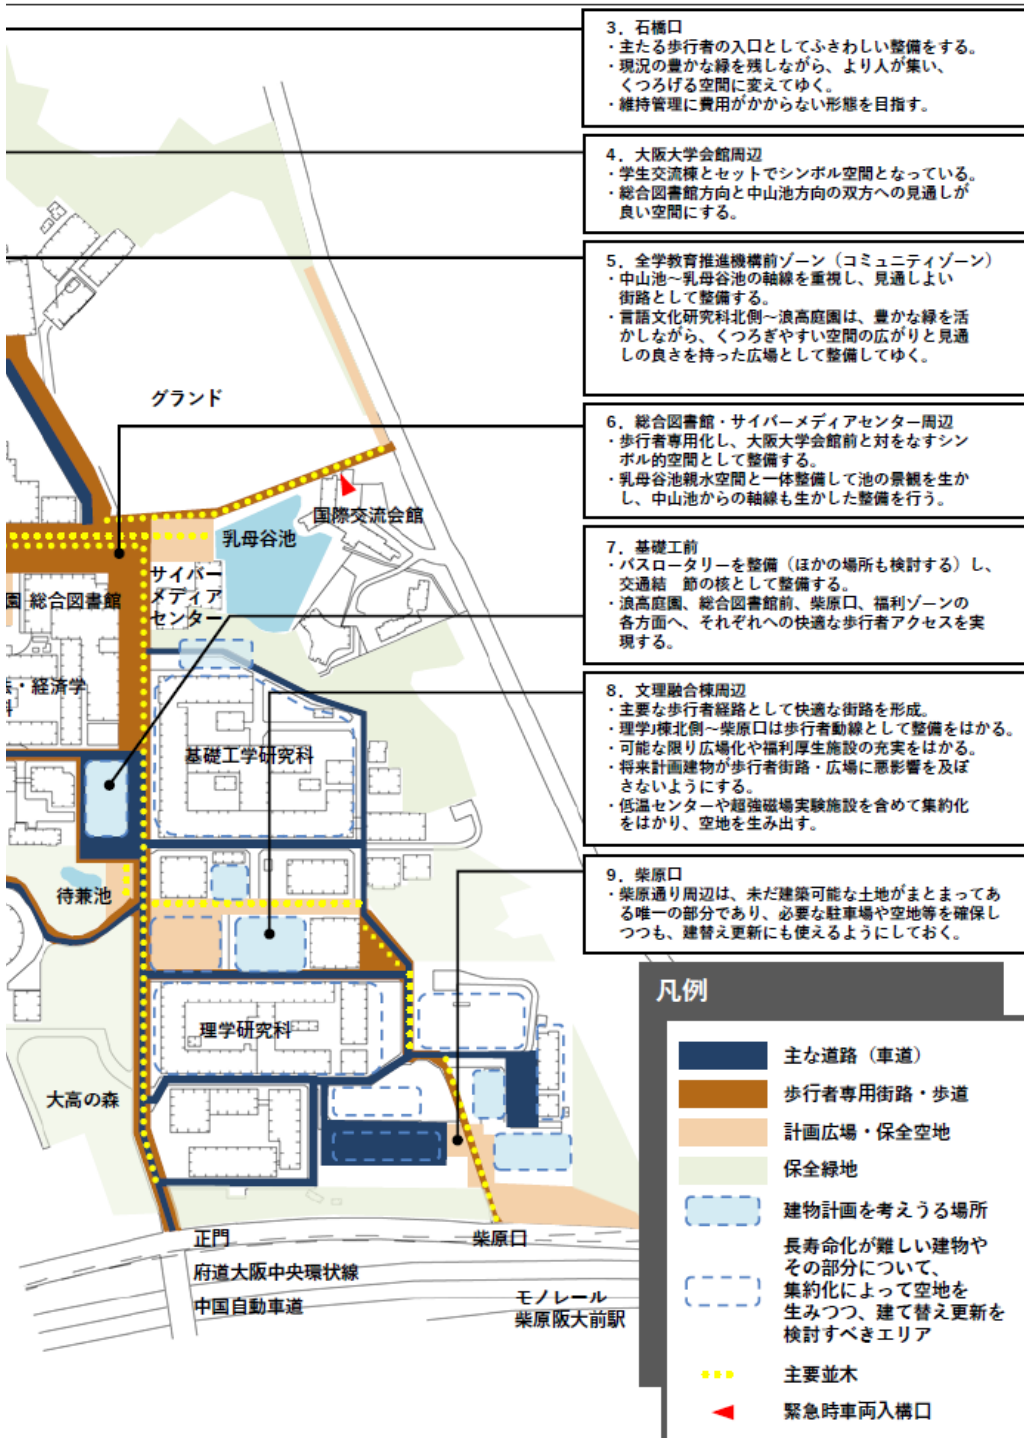 3．石橋口
・主たる歩行者の入口としてふさわしい整備をする。
・現況の豊かな緑を残しながら、より人が集い、
くつろげる空間に変えてゆく。
・維持管理に費用がかからない形態を目指す。
4．大阪大学会館周辺
・学生交流棟とセットでシンボル空間となっている。
・総合図書館方向と中山池方向の双方への見通しが
良い空間にする。
5．全学教育推進機構前ゾーン（コミュニティゾーン）
・中山池～乳母谷池の軸線を重視し、見通しよい
街路として整備する。
・言語文化研究科北側～浪高庭園は、豊かな緑を活
かしながら、くつろぎやすい空間の広がりと見通
しの良さを持った広場として整備してゆく。
6．総合図書館・サイバーメディアセンター周辺
・歩行者専用化し、大阪大学会館前と対をなすシン
ボル的空間として整備する。
・乳母谷池親水空間と一体整備して池の景観を生か
し、中山池からの軸線も生かした整備を行う。
7．基礎工前
・バスロータリーを整備（ほかの場所も検討する）し、
交通結　節の核として整備する。
・浪高庭園、総合図書館前、柴原口、福利ゾーンの
各方面へ、それぞれへの快適な歩行者アクセスを実
現する。
8．文理融合棟周辺
・主要な歩行者経路として快適な街路を形成。
・理学J棟北側～柴原口は歩行者動線として整備をはかる。
・可能な限り広場化や福利厚生施設の充実をはかる。
・将来計画建物が歩行者街路・広場に悪影響を及ぼ
さないようにする。
・低温センターや超強磁場実験施設を含めて集約化
をはかり、空地を生み出す。
9．柴原口
・柴原通り周辺は、未だ建築可能な土地がまとまってあ
る唯一の部分であり、必要な駐車場や空地等を確保し
つつも、建替え更新にも使えるようにしておく。
グランド
国際交流会館
乳母谷池
サイバー
メディア
センター
園 総合図書館
・経済学
科
基礎工学研究科
待兼池
理学研究科
大高の森
正門
柴原口
府道大阪中央環状線
中国自動車道
モノレール
柴原阪大前駅
凡例
主な道路（車道）
歩行者専用街路・歩道
計画広場・保全空地
保全緑地
建物計画を考えうる場所
長寿命化が難しい建物や
その部分について、
集約化によって空地を
生みつつ、建て替え更新を
検討すべきエリア
主要並木
緊急時車両入構口